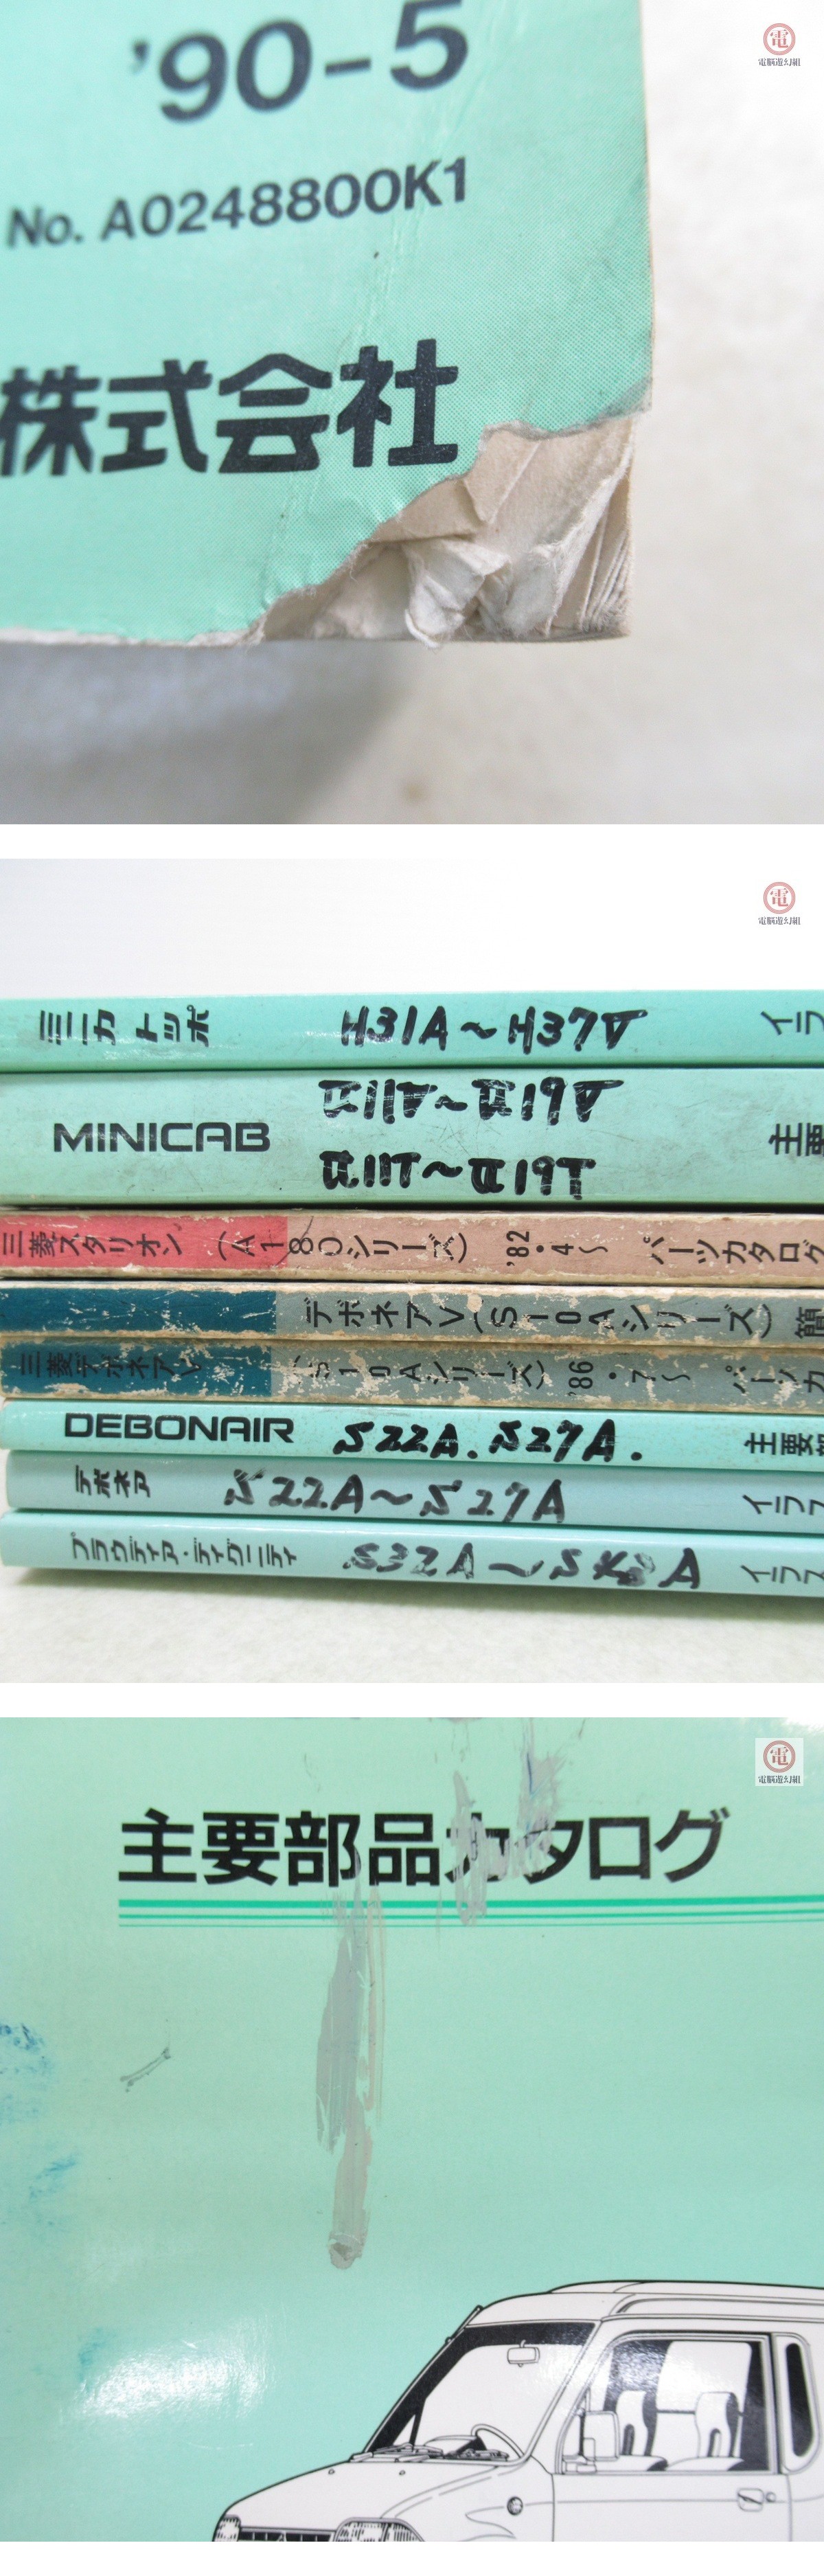 '90-5
電
電脳遊幻組
No. A0248800K1
株式会社
電
電脳遊幻組
ミニカ トッポ H31A～H37V イラ
MINICAB U11V～U19V 主要
U11T～U19T
三菱スタリオン (A180シリーズ) '82・4～ パーツカタログ
デボネアV(S10Aシリーズ) 簡
三菱デボネアV (S10Aシリーズ) '86・7～ パーツカ
DEBONAIR S22A.S27A. 主要
デボネア S22A～S27A イラス
プラウディア・ディグニティ S32A～ イラス
電
電脳遊幻組
主要部品カタログ